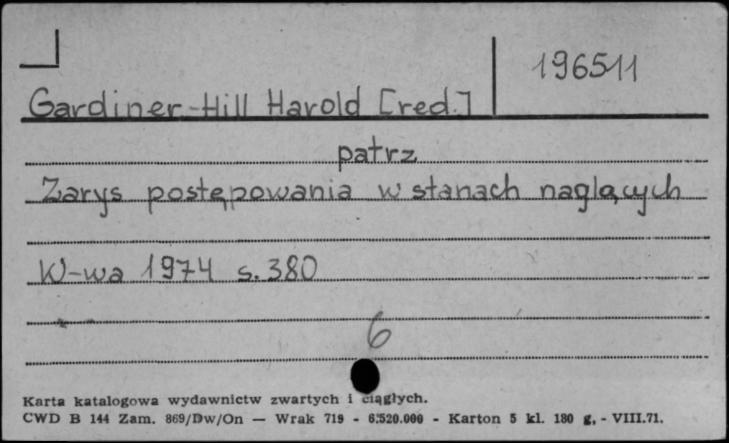 196511
Gardiner-Hill Harold [red.]
patrz
Zarys postępowania w stanach naglących
W-wa 1974 s. 380
6
Karta katalogowa wydawnictw zwartych i ciągłych.
CWD B 144 Zam. 869/Dw/On — Wrak 719 - 6.520.000 - Karton 5 kl. 180 g, - VIII.71.